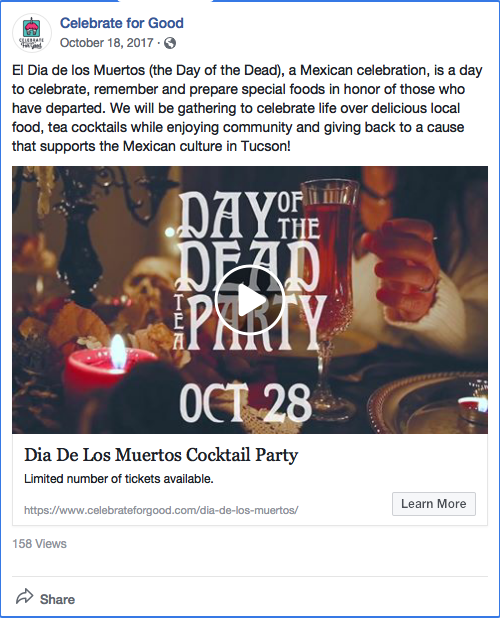 Celebrate for Good
October 18, 2017 ·
CELEBRATE
for Good
El Dia de los Muertos (the Day of the Dead), a Mexican celebration, is a day
to celebrate, remember and prepare special foods in honor of those who
have departed. We will be gathering to celebrate life over delicious local
food, tea cocktails while enjoying community and giving back to a cause
that supports the Mexican culture in Tucson!
DAY OF THE
DEAD
TEA PARTY
OCT 28
Dia De Los Muertos Cocktail Party
Limited number of tickets available.
https://www.celebrateforgood.com/dia-de-los-muertos/
Learn More
158 Views
Share